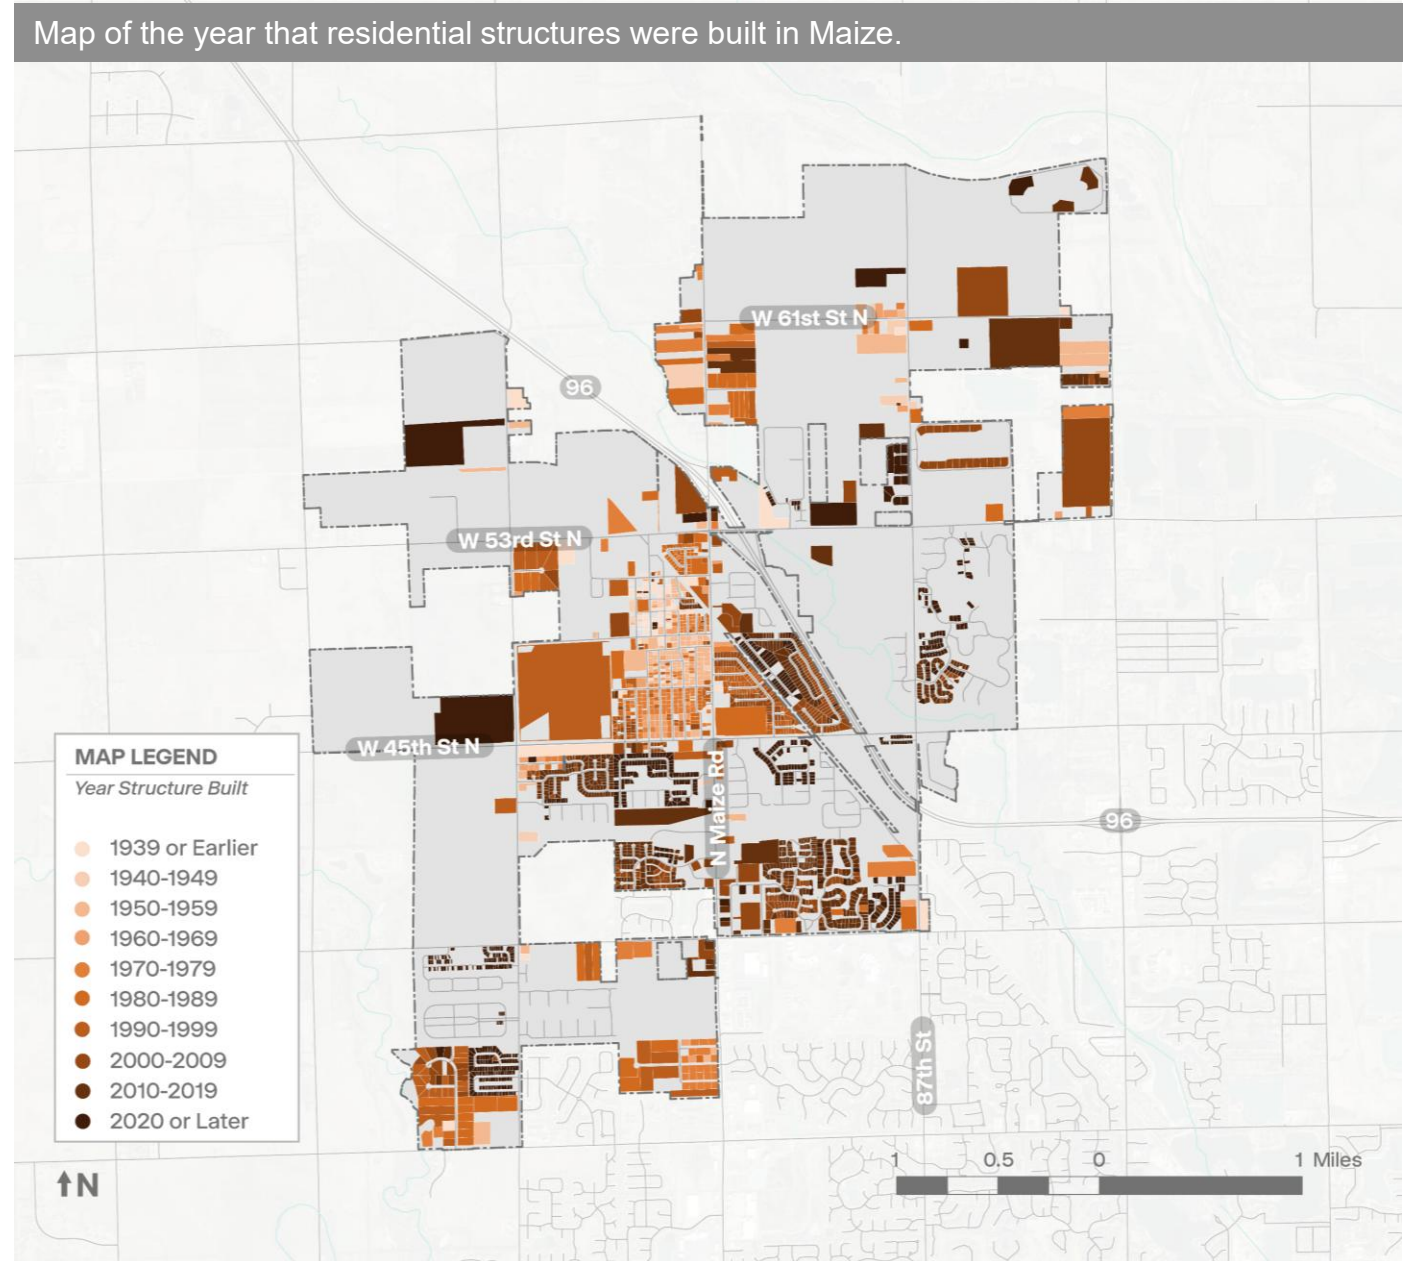 Map of the year that residential structures were built in Maize.
W 61st St N
96
W 53rd St N
W 45th St N
N Maize Rd
96
87th St
MAP LEGEND
Year Structure Built
1939 or Earlier
1940-1949
1950-1959
1960-1969
1970-1979
1980-1989
1990-1999
2000-2009
2010-2019
2020 or Later
N
1 0.5 0 1 Miles